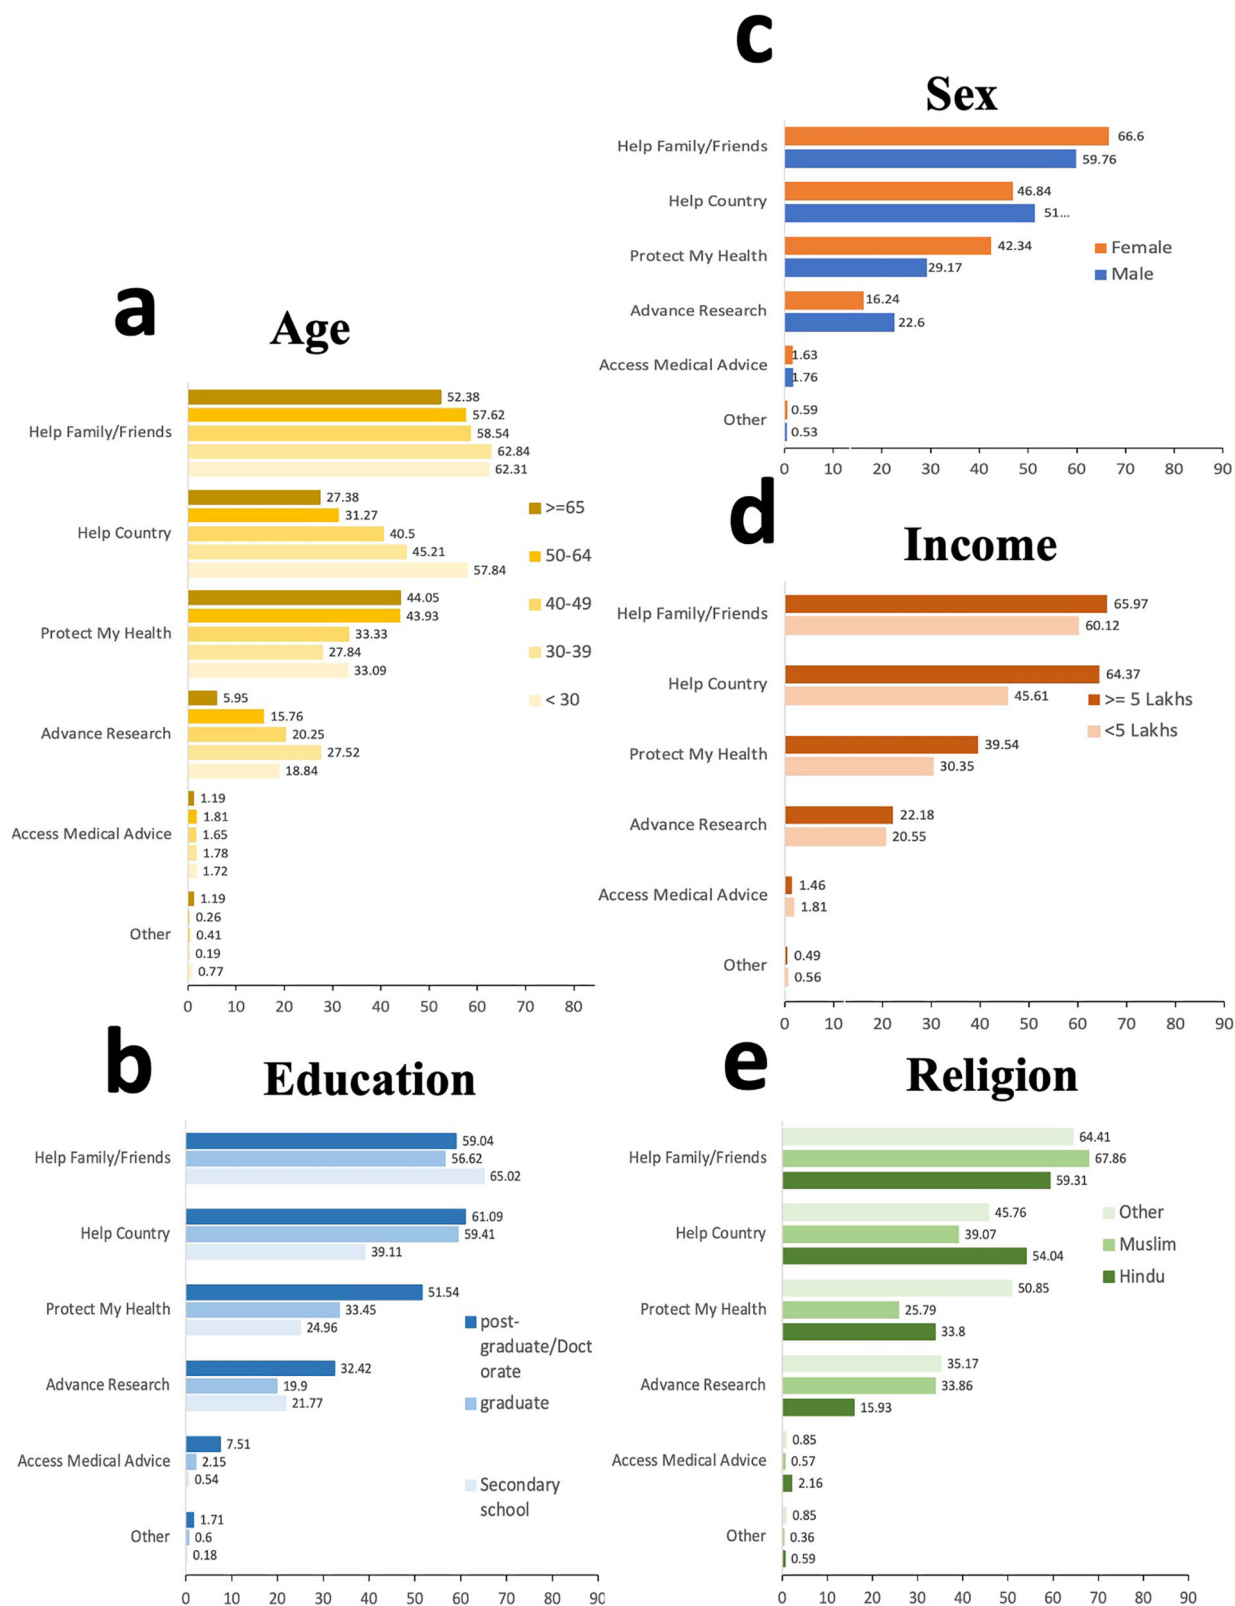 c
Sex
Help Family/Friends
66.6
59.76
Help Country
46.84
51...
Protect My Health
42.34
29.17
Advance Research
16.24
22.6
Access Medical Advice
1.63
1.76
Other
0.59
0.53
Female
Male
0 10 20 30 40 50 60 70 80 90
a
Age
Help Family/Friends
52.38
57.62
58.54
62.84
62.31
Help Country
27.38
31.27
40.5
45.21
57.84
Protect My Health
44.05
43.93
33.33
27.84
33.09
Advance Research
5.95
15.76
20.25
27.52
18.84
Access Medical Advice
1.19
1.81
1.65
1.78
1.72
Other
1.19
0.26
0.41
0.19
0.77
>=65
50-64
40-49
30-39
< 30
0 10 20 30 40 50 60 70 80
d
Income
Help Family/Friends
65.97
60.12
Help Country
64.37
45.61
Protect My Health
39.54
30.35
Advance Research
22.18
20.55
Access Medical Advice
1.46
1.81
Other
0.49
0.56
>= 5 Lakhs
<5 Lakhs
0 10 20 30 40 50 60 70 80 90
b
Education
Help Family/Friends
59.04
56.62
65.02
Help Country
61.09
59.41
39.11
Protect My Health
51.54
33.45
24.96
Advance Research
32.42
19.9
21.77
Access Medical Advice
7.51
2.15
0.54
Other
1.71
0.6
0.18
post-
graduate/Doct
orate
graduate
Secondary
school
0 10 20 30 40 50 60 70 80 90
e
Religion
Help Family/Friends
64.41
67.86
59.31
Help Country
45.76
39.07
54.04
Protect My Health
50.85
25.79
33.8
Advance Research
35.17
33.86
15.93
Access Medical Advice
0.85
0.57
2.16
Other
0.85
0.36
0.59
Other
Muslim
Hindu
0 10 20 30 40 50 60 70 80 90